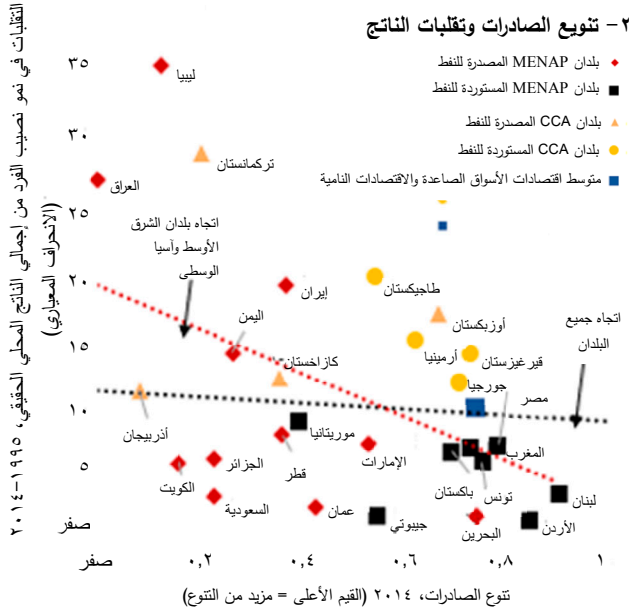 ٢- تنويع الصادرات وتقلبات الناتج
بلدان MENAP المصدرة للنفط
بلدان MENAP المستوردة للنفط
بلدان CCA المصدرة للنفط
بلدان CCA المستوردة للنفط
متوسط اقتصادات الأسواق الصاعدة والاقتصادات النامية
التقلبات في نمو نصيب الفرد من إجمالي الناتج المحلي الحقيقي، ١٩٩٥-٢٠١٤
(الانحراف المعياري)
٣٥
٣٠
٢٥
٢٠
١٥
١٠
٥
صفر
ليبيا
تركمانستان
العراق
اتجاه بلدان الشرق
الأوسط وآسيا
الوسطى
إيران
طاجيكستان
اليمن
أوزبكستان
اتجاه جميع
البلدان
كازاخستان
أرمينيا
قيرغيزستان
جورجيا
مصر
أذربيجان
موريتانيا
الإمارات
المغرب
الجزائر
قطر
الكويت
باكستان
تونس
السعودية
عمان
جيبوتي
البحرين
لبنان
الأردن
صفر
٠,٢
٠,٤
٠,٦
٠,٨
١
تنوع الصادرات، ٢٠١٤ (القيم الأعلى = مزيد من التنوع)